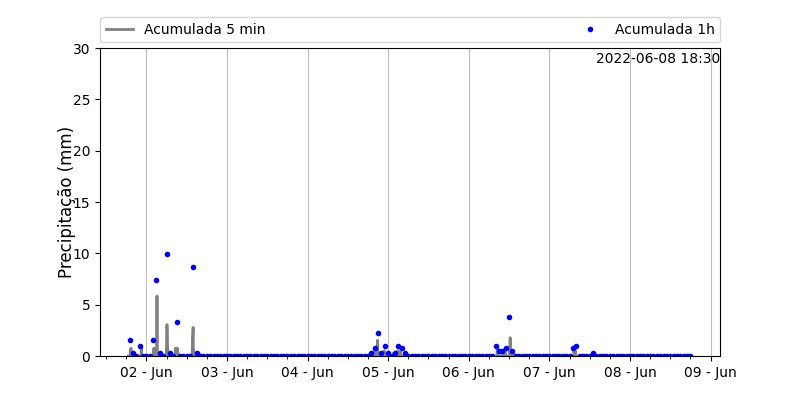 Acumulada 5 min
Acumulada 1h
2022-06-08 18:30
Precipitação (mm)
30
25
20
15
10
5
0
02 - Jun
03 - Jun
04 - Jun
05 - Jun
06 - Jun
07 - Jun
08 - Jun
09 - Jun